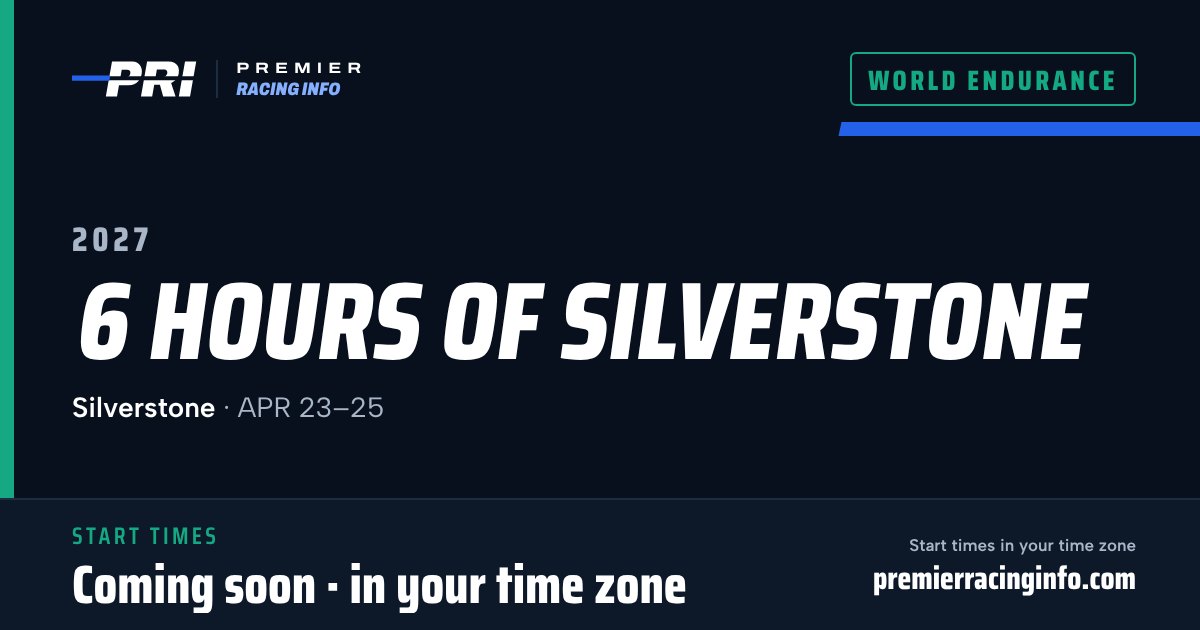 PRI
PREMIER
RACING INFO
WORLD ENDURANCE
2027
6 HOURS OF SILVERSTONE
Silverstone · APR 23–25
START TIMES
Coming soon · in your time zone
Start times in your time zone
premierracinginfo.com